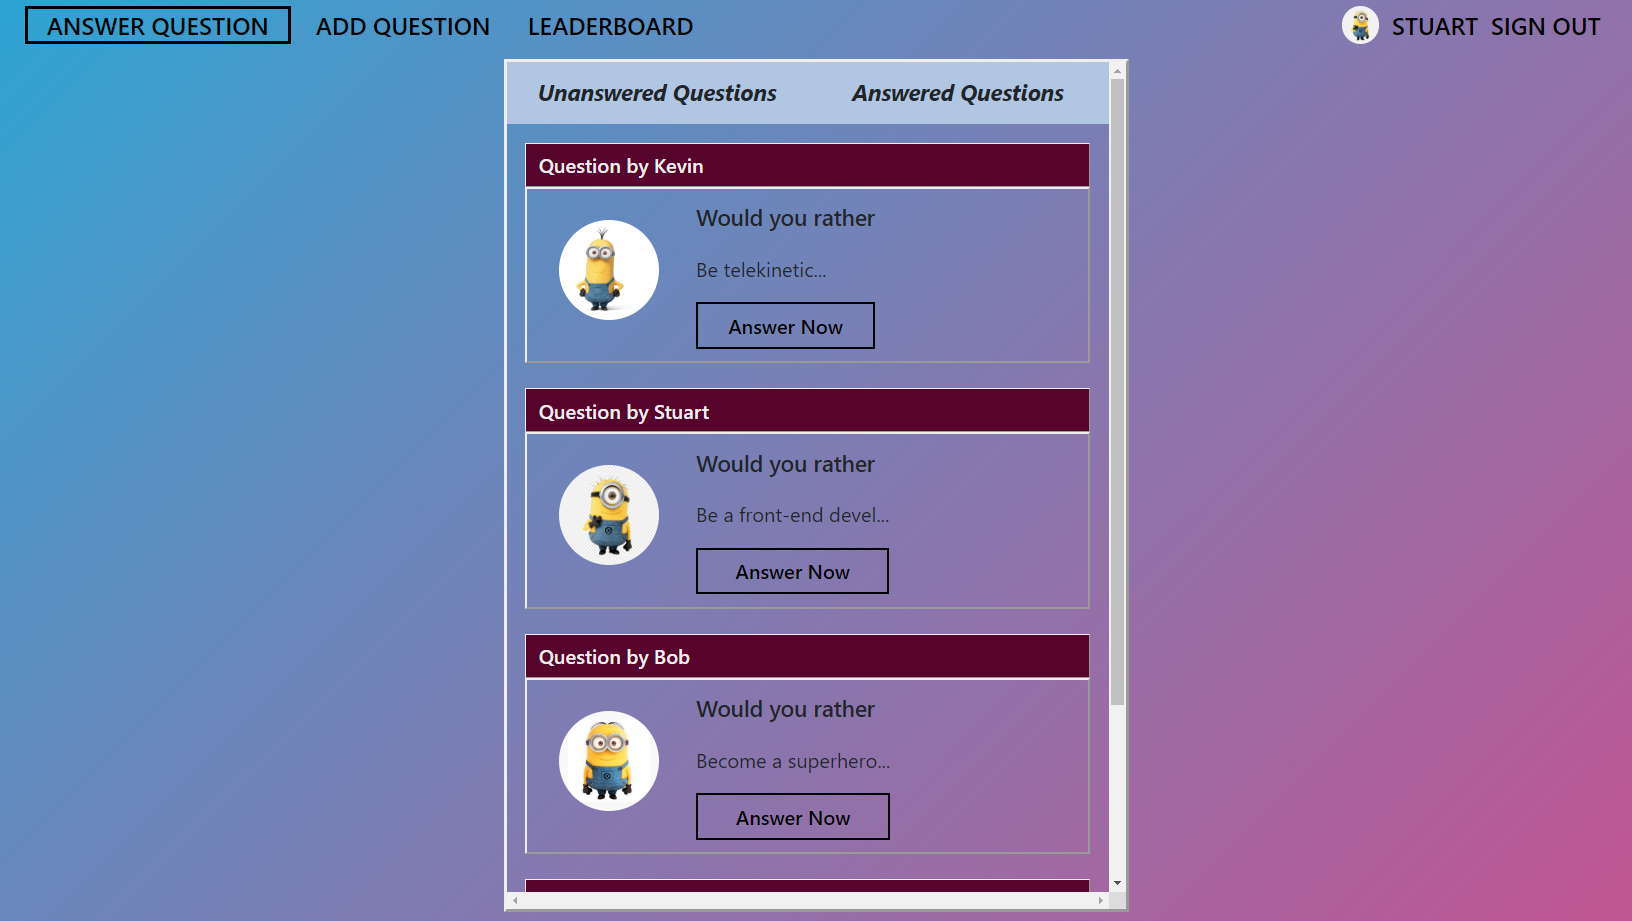 ANSWER QUESTION ADD QUESTION LEADERBOARD STUART SIGN OUT
Unanswered Questions Answered Questions
Question by Kevin
Would you rather
Be telekinetic...
Answer Now
Question by Stuart
Would you rather
Be a front-end devel...
Answer Now
Question by Bob
Would you rather
Become a superhero...
Answer Now